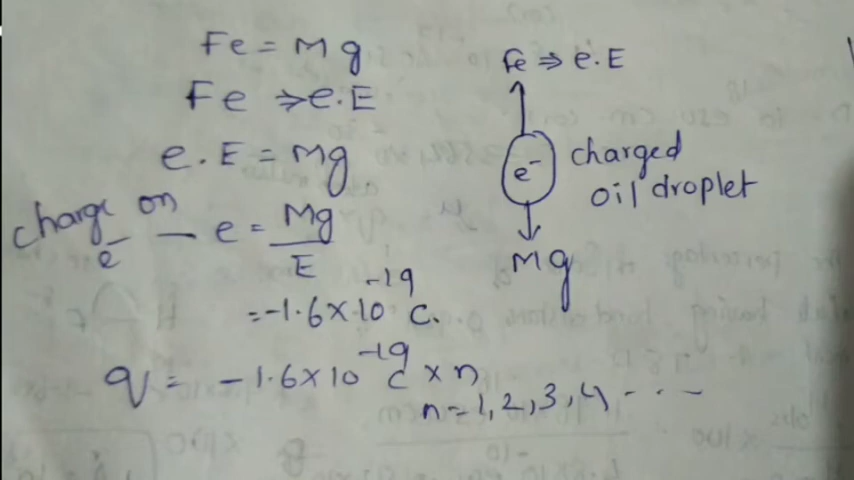 Fe = Mg
Fe ⇒ e.E
e.E = Mg
charge on e⁻ — e = Mg/E
= -1.6×10⁻¹⁹ C.
q = -1.6×10⁻¹⁹ C × n
n = 1, 2, 3, 4, - - -
Fe ⇒ e.E
e⁻
charged
oil droplet
Mg